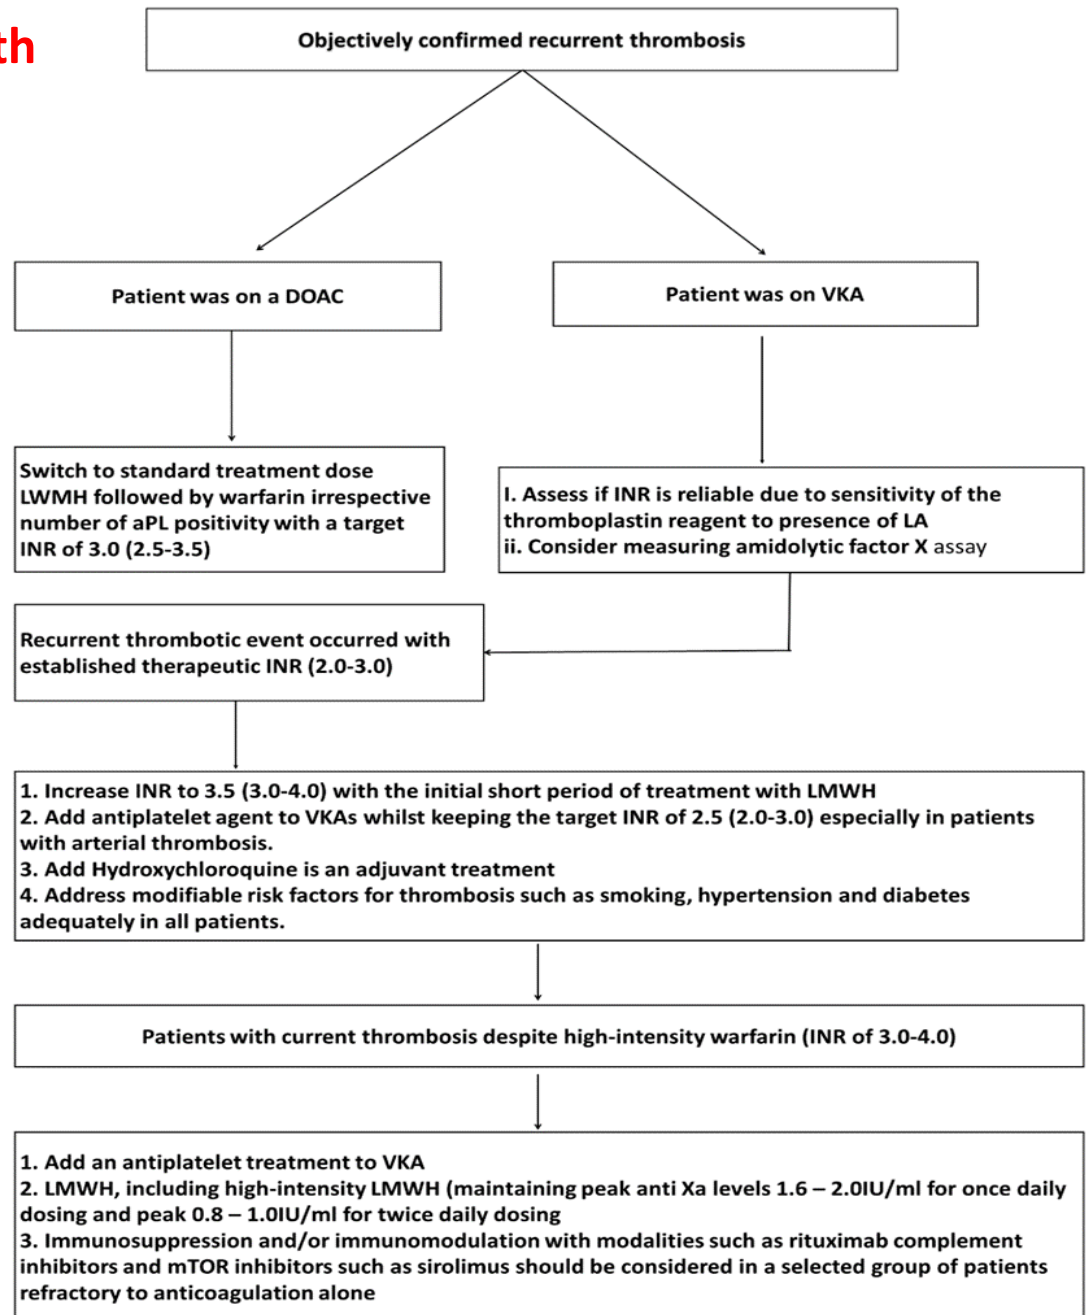 th
Objectively confirmed recurrent thrombosis
Patient was on a DOAC
Patient was on VKA
Switch to standard treatment dose
LWMH followed by warfarin irrespective
number of aPL positivity with a target
INR of 3.0 (2.5-3.5)
I. Assess if INR is reliable due to sensitivity of the
thromboplastin reagent to presence of LA
ii. Consider measuring amidolytic factor X assay
Recurrent thrombotic event occurred with
established therapeutic INR (2.0-3.0)
1. Increase INR to 3.5 (3.0-4.0) with the initial short period of treatment with LMWH
2. Add antiplatelet agent to VKAs whilst keeping the target INR of 2.5 (2.0-3.0) especially in patients
with arterial thrombosis.
3. Add Hydroxychloroquine is an adjuvant treatment
4. Address modifiable risk factors for thrombosis such as smoking, hypertension and diabetes
adequately in all patients.
Patients with current thrombosis despite high-intensity warfarin (INR of 3.0-4.0)
1. Add an antiplatelet treatment to VKA
2. LMWH, including high-intensity LMWH (maintaining peak anti Xa levels 1.6 – 2.0IU/ml for once daily
dosing and peak 0.8 – 1.0IU/ml for twice daily dosing
3. Immunosuppression and/or immunomodulation with modalities such as rituximab complement
inhibitors and mTOR inhibitors such as sirolimus should be considered in a selected group of patients
refractory to anticoagulation alone